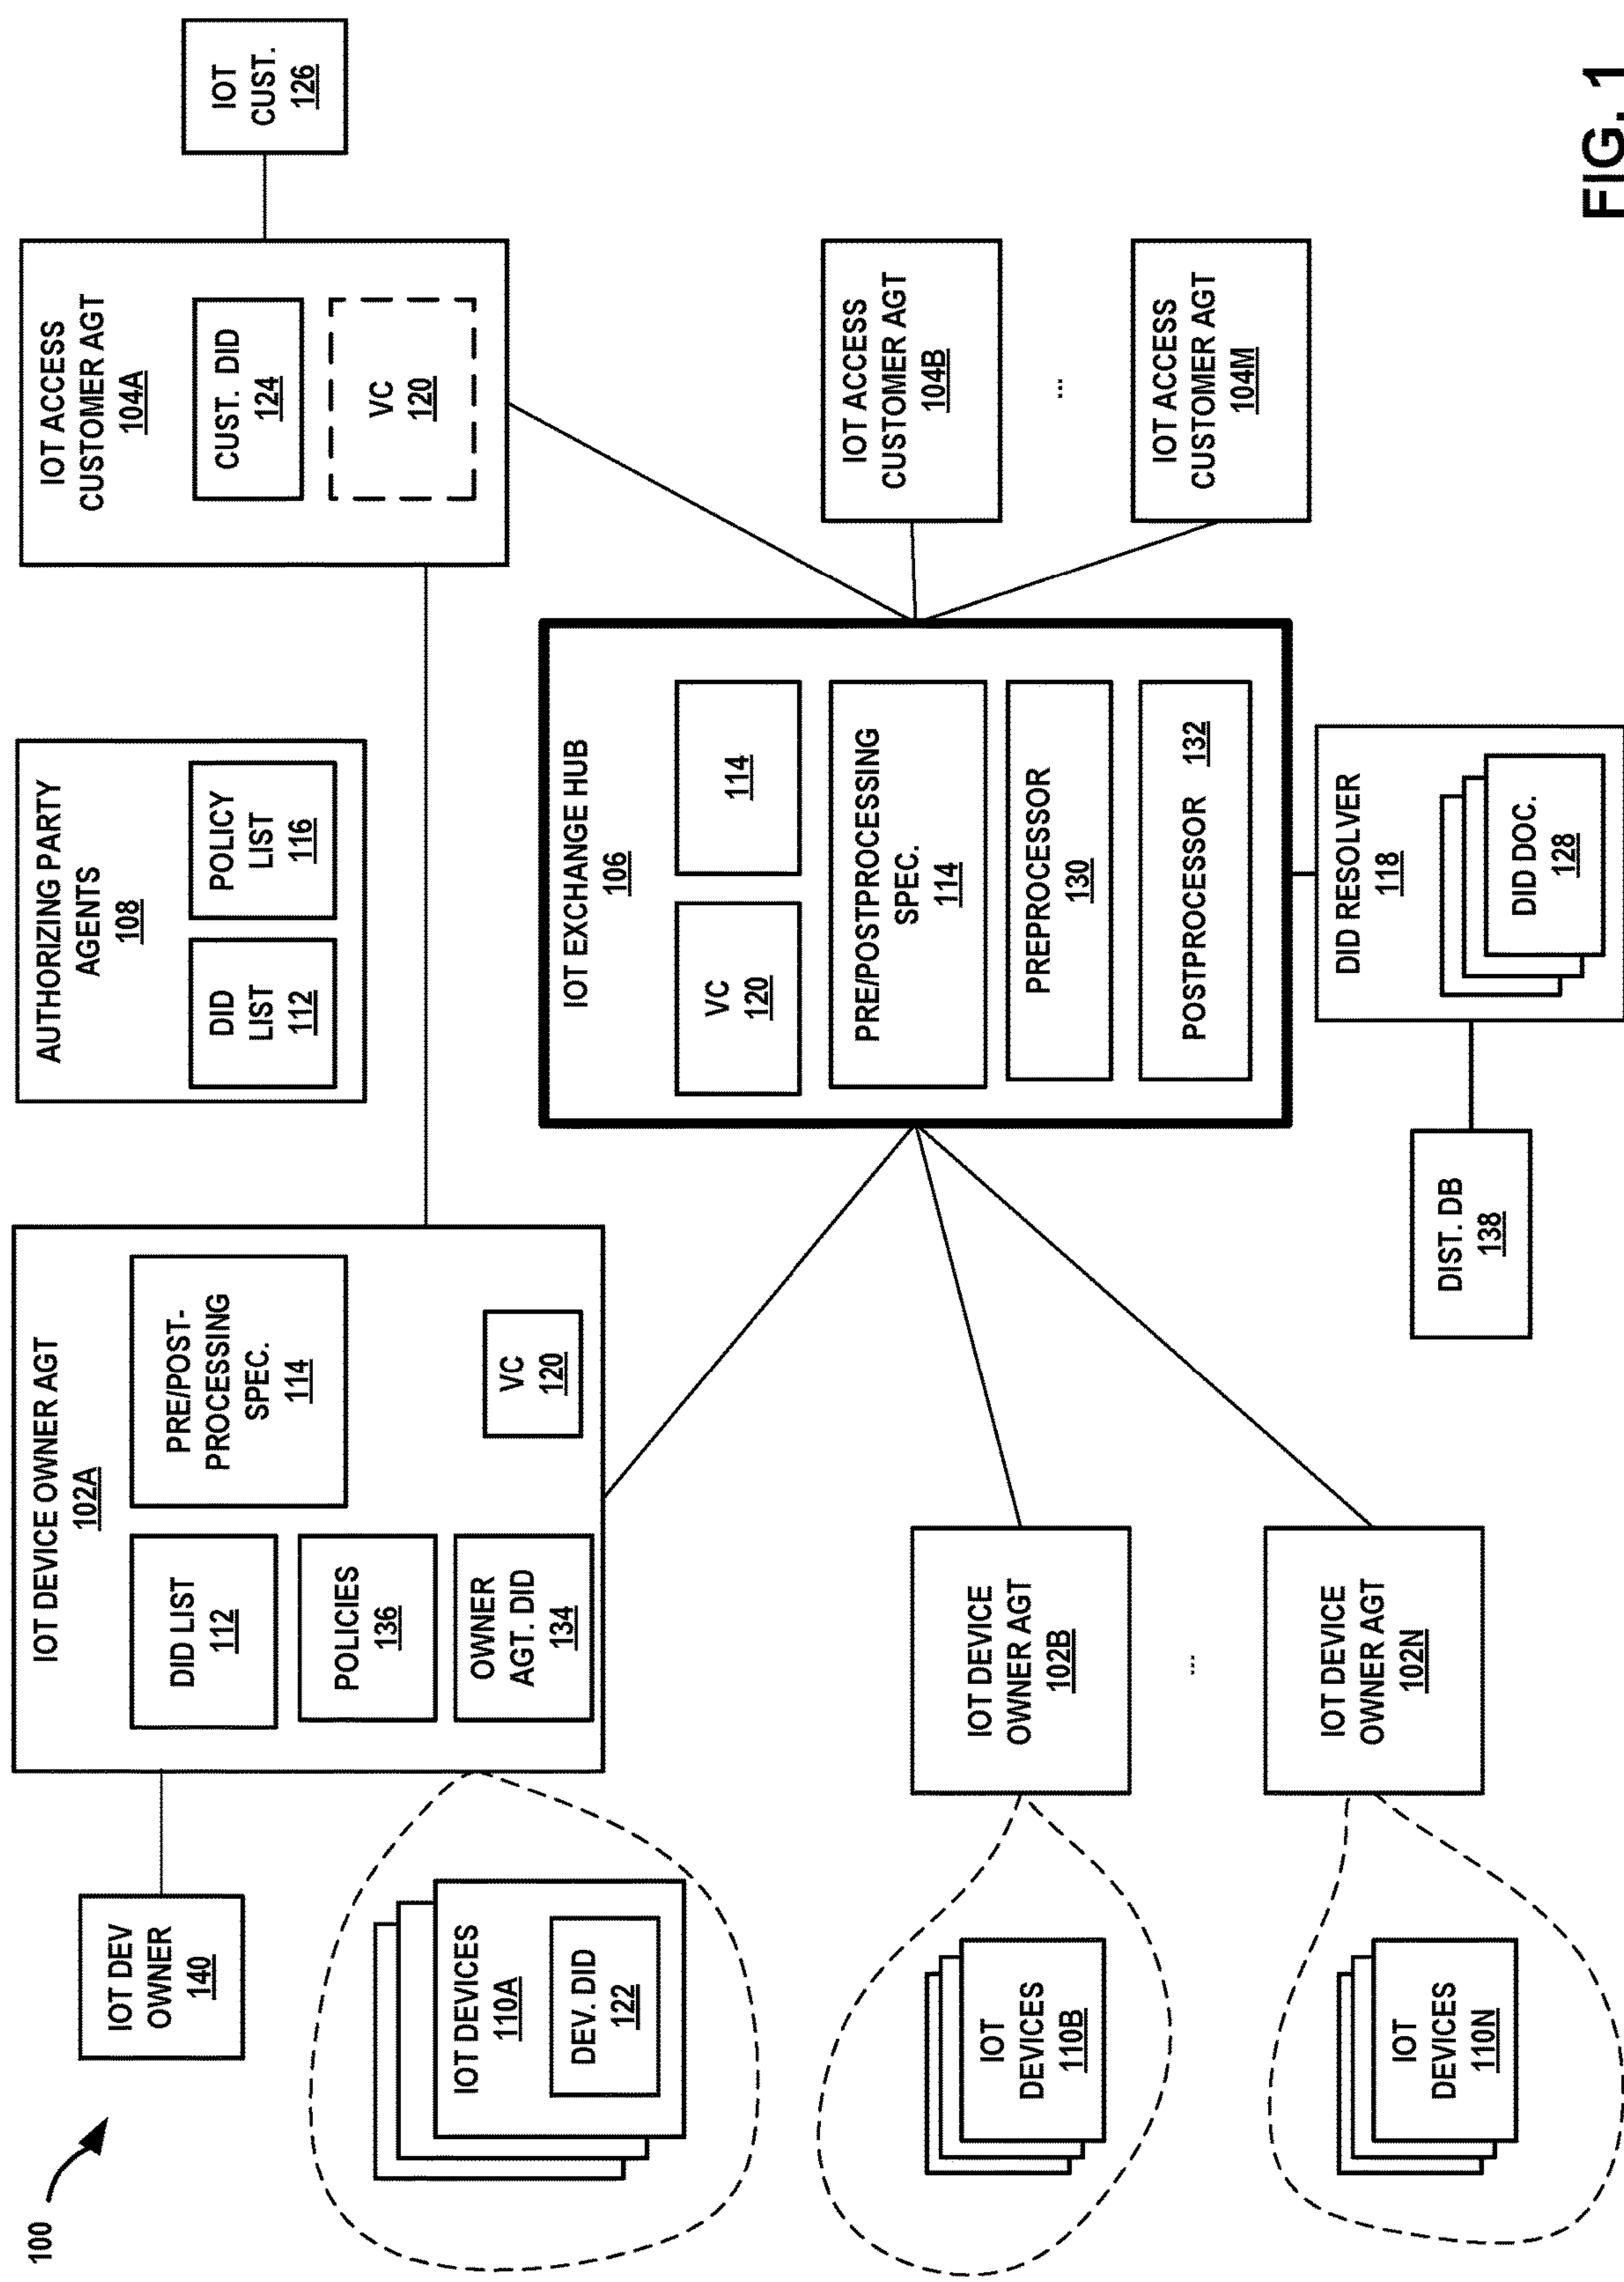 100
IOT DEV
OWNER
140
IOT DEVICE OWNER AGT
102A
DID LIST
112
PRE/POST-
PROCESSING
SPEC.
114
POLICIES
136
OWNER
AGT. DID
134
VC
120
AUTHORIZING PARTY
AGENTS
108
DID
LIST
112
POLICY
LIST
116
IOT ACCESS
CUSTOMER AGT
104A
CUST. DID
124
VC
120
IOT
CUST.
126
IOT DEVICES
110A
DEV. DID
122
IOT EXCHANGE HUB
106
VC
120
114
PRE/POSTPROCESSING
SPEC.
114
PREPROCESSOR
130
POSTPROCESSOR 132
IOT ACCESS
CUSTOMER AGT
104B
...
IOT ACCESS
CUSTOMER AGT
104M
IOT
DEVICES
110B
IOT DEVICE
OWNER AGT
102B
...
IOT
DEVICES
110N
IOT DEVICE
OWNER AGT
102N
DIST. DB
138
DID RESOLVER
118
DID DOC.
128
FIG. 1